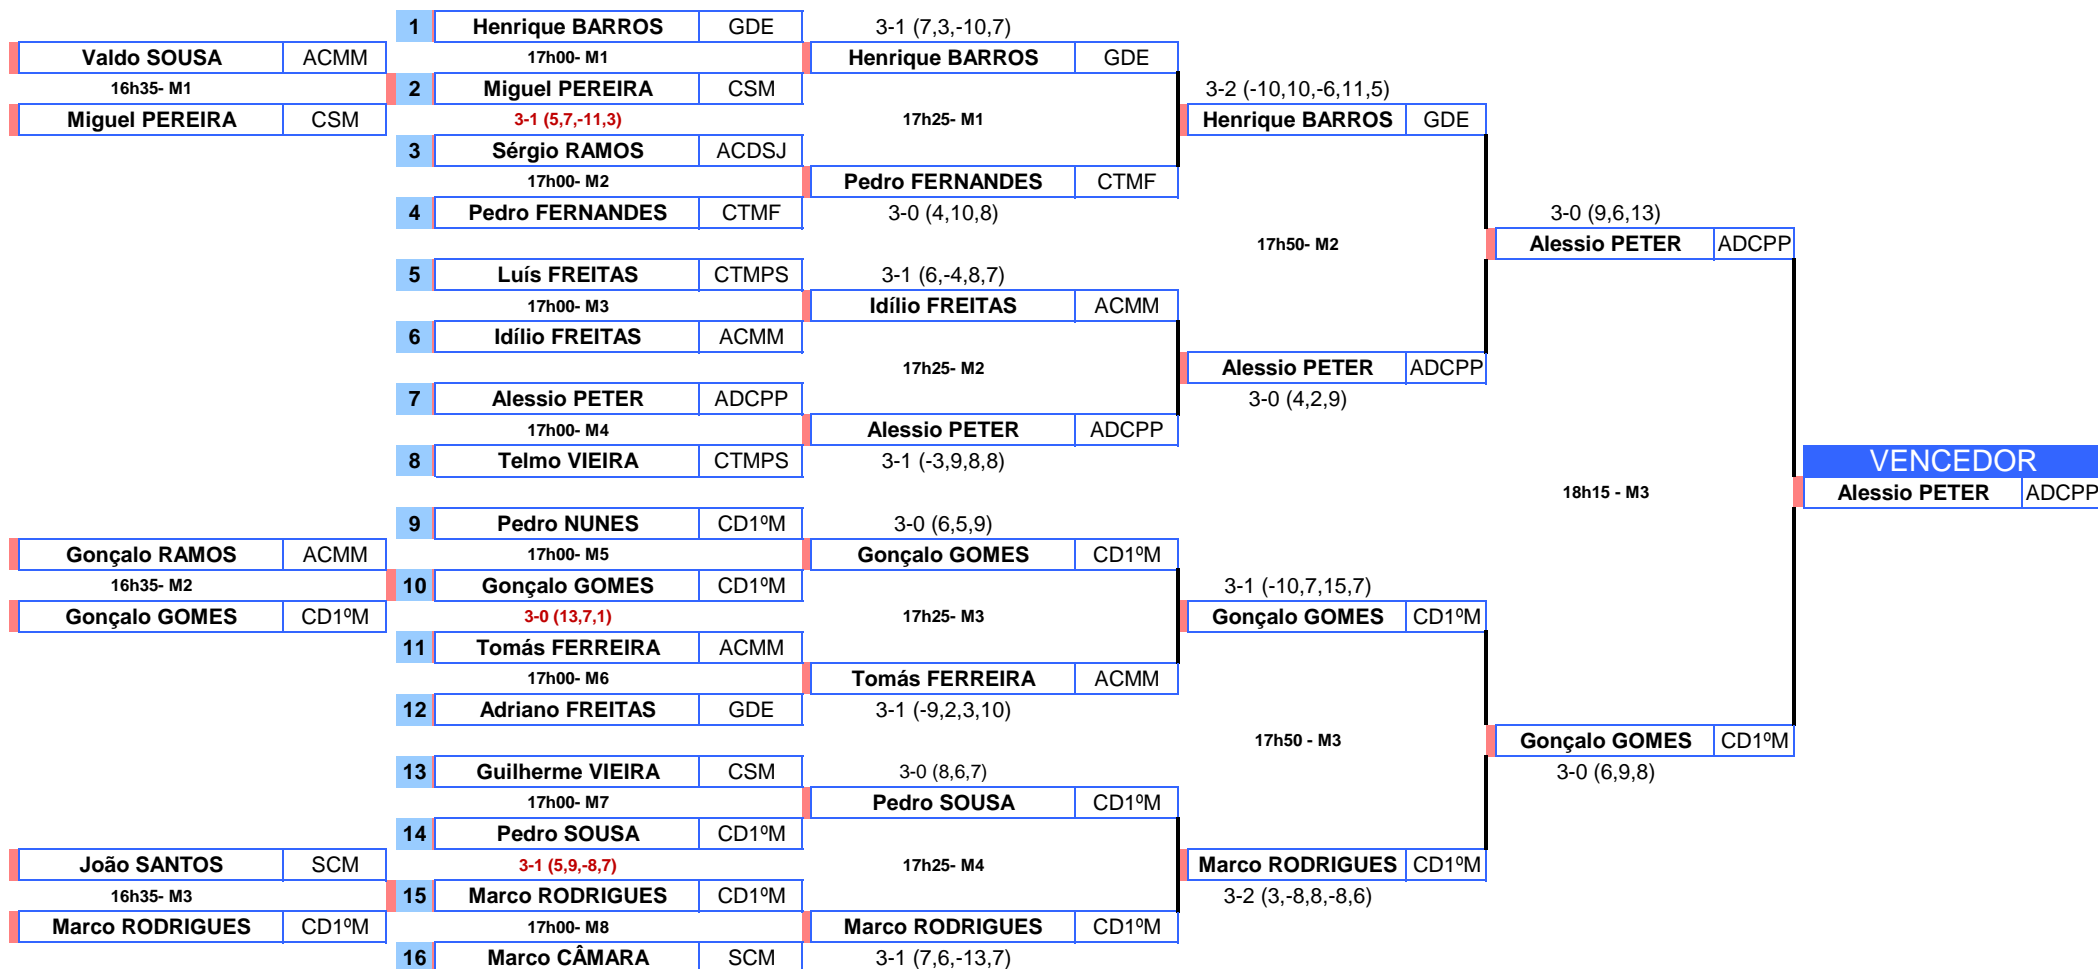 1 Henrique BARROS GDE 3-1 (7,3,-10,7)
Valdo SOUSA ACMM 17h00- M1 Henrique BARROS GDE
16h35- M1 2 Miguel PEREIRA CSM 3-2 (-10,10,-6,11,5)
Miguel PEREIRA CSM 3-1 (5,7,-11,3) 17h25- M1 Henrique BARROS GDE
3 Sérgio RAMOS ACDSJ
17h00- M2 Pedro FERNANDES CTMF
4 Pedro FERNANDES CTMF 3-0 (4,10,8) 3-0 (9,6,13)
17h50- M2 Alessio PETER ADCPP
5 Luís FREITAS CTMPS 3-1 (6,-4,8,7)
17h00- M3 Idílio FREITAS ACMM
6 Idílio FREITAS ACMM
17h25- M2 Alessio PETER ADCPP
7 Alessio PETER ADCPP 3-0 (4,2,9)
17h00- M4 Alessio PETER ADCPP
8 Telmo VIEIRA CTMPS 3-1 (-3,9,8,8) VENCEDOR
18h15 - M3 Alessio PETER ADCPP
9 Pedro NUNES CD1ºM 3-0 (6,5,9)
Gonçalo RAMOS ACMM 17h00- M5 Gonçalo GOMES CD1ºM
16h35- M2 10 Gonçalo GOMES CD1ºM 3-1 (-10,7,15,7)
Gonçalo GOMES CD1ºM 3-0 (13,7,1) 17h25- M3 Gonçalo GOMES CD1ºM
11 Tomás FERREIRA ACMM
17h00- M6 Tomás FERREIRA ACMM
12 Adriano FREITAS GDE 3-1 (-9,2,3,10)
17h50 - M3 Gonçalo GOMES CD1ºM
13 Guilherme VIEIRA CSM 3-0 (8,6,7) 3-0 (6,9,8)
17h00- M7 Pedro SOUSA CD1ºM
14 Pedro SOUSA CD1ºM
João SANTOS SCM 3-1 (5,9,-8,7) 17h25- M4 Marco RODRIGUES CD1ºM
16h35- M3 15 Marco RODRIGUES CD1ºM 3-2 (3,-8,8,-8,6)
Marco RODRIGUES CD1ºM 17h00- M8 Marco RODRIGUES CD1ºM
16 Marco CÂMARA SCM 3-1 (7,6,-13,7)